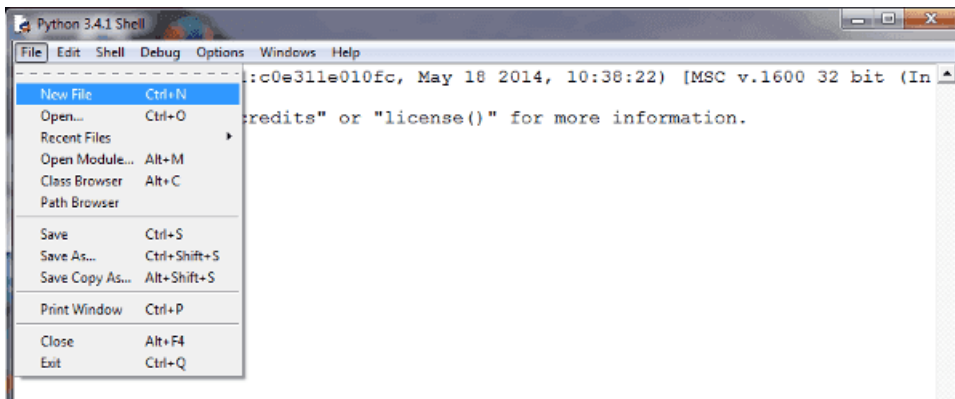 Python 3.4.1 Shell
File Edit Shell Debug Options Windows Help
:c0e311e010fc, May 18 2014, 10:38:22) [MSC v.1600 32 bit (In
New File Ctrl+N
Open... Ctrl+O
redits" or "license()" for more information.
Recent Files
Open Module... Alt+M
Class Browser Alt+C
Path Browser
Save Ctrl+S
Save As... Ctrl+Shift+S
Save Copy As... Alt+Shift+S
Print Window Ctrl+P
Close Alt+F4
Exit Ctrl+Q